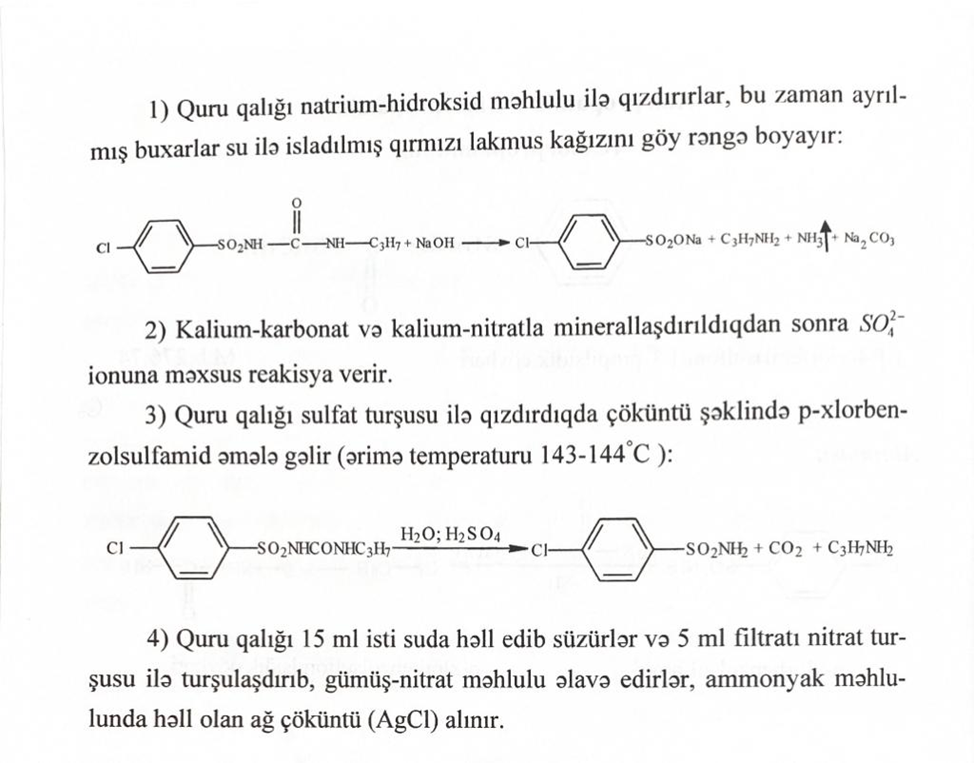 1) Quru qalığı natrium-hidroksid məhlulu ilə qızdırırlar, bu zaman ayrıl-
mış buxarlar su ilə isladılmış qırmızı lakmus kağızını göy rəngə boyayır:
O
Cl SO₂NH C NH C₃H₇ + NaOH → Cl SO₂ONa + C₃H₇NH₂ + NH₃↑ + Na₂CO₃
2) Kalium-karbonat və kalium-nitratla minerallaşdırıldıqdan sonra SO₄²⁻
ionuna məxsus reakisya verir.
3) Quru qalığı sulfat turşusu ilə qızdırdıqda çöküntü şəklində p-xlorben-
zolsulfamid əmələ gəlir (ərimə temperaturu 143-144°C ):
H₂O; H₂SO₄
Cl SO₂NHCONHC₃H₇ → Cl SO₂NH₂ + CO₂ + C₃H₇NH₂
4) Quru qalığı 15 ml isti suda həll edib süzürlər və 5 ml filtratı nitrat tur-
şusu ilə turşulaşdırıb, gümüş-nitrat məhlulu əlavə edirlər, ammonyak məhlu-
lunda həll olan ağ çöküntü (AgCl) alınır.